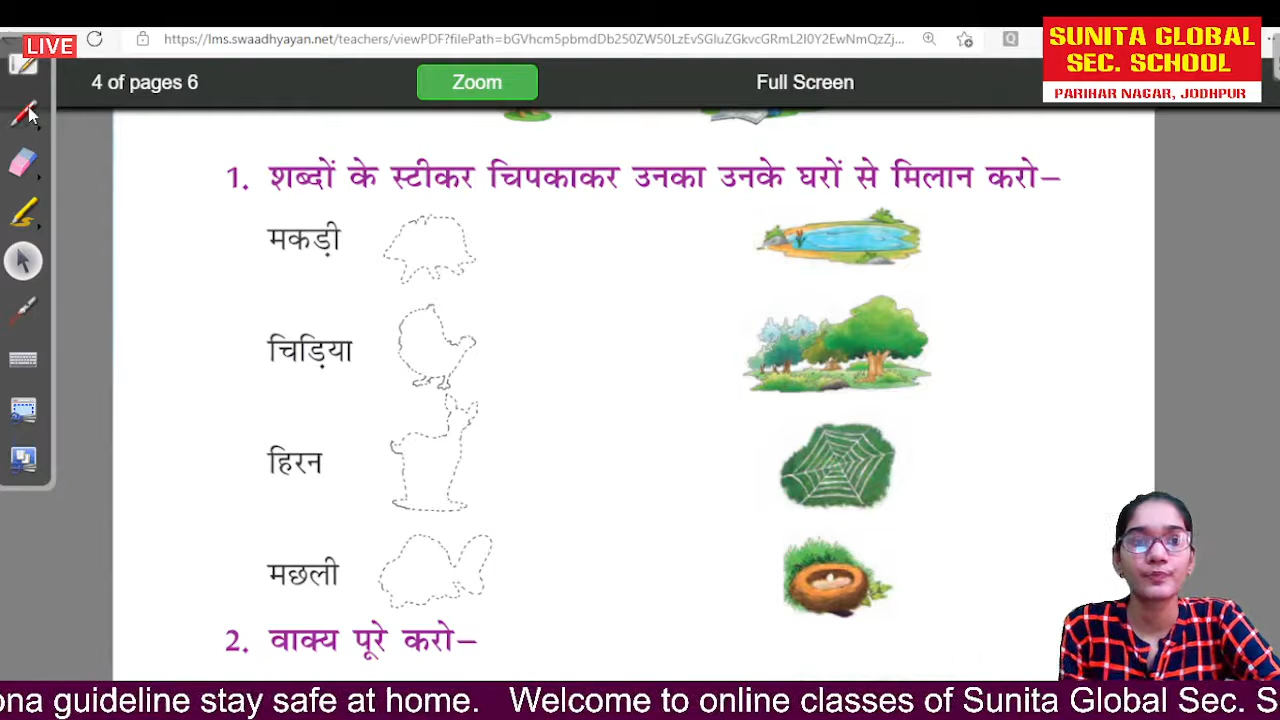 LIVE
https://lms.swaadhyayan.net/teachers/viewPDF?filePath=bGVhcm5pbmdDb250ZW50LzEvSGluZGkvcGRmL2I0Y2EwNmQzZj...
SUNITA GLOBAL
SEC. SCHOOL
PARIHAR NAGAR, JODHPUR
4 of pages 6
Zoom
Full Screen
1. शब्दों के स्टीकर चिपकाकर उनका उनके घरों से मिलान करो–
मकड़ी
चिड़िया
हिरन
मछली
2. वाक्य पूरे करो–
ona guideline stay safe at home. Welcome to online classes of Sunita Global Sec. S